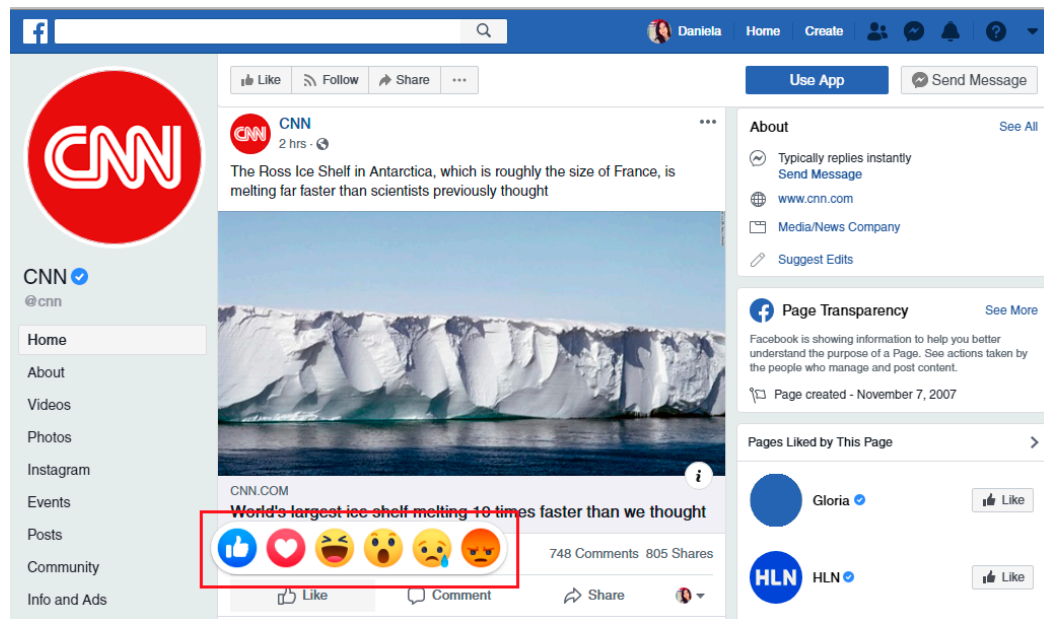 f
Daniela
Home
Create
CNN
CNN
@cnn
Home
About
Videos
Photos
Instagram
Events
Posts
Community
Info and Ads
Like
Follow
Share
...
Use App
Send Message
CNN
CNN
2 hrs ·
The Ross Ice Shelf in Antarctica, which is roughly the size of France, is
melting far faster than scientists previously thought
i
CNN.COM
World's largest ice shelf melting 10 times faster than we thought
748 Comments 805 Shares
Like
Comment
Share
About
See All
Typically replies instantly
Send Message
www.cnn.com
Media/News Company
Suggest Edits
Page Transparency
See More
Facebook is showing information to help you better
understand the purpose of a Page. See actions taken by
the people who manage and post content.
Page created - November 7, 2007
Pages Liked by This Page
Gloria
Like
HLN
HLN
Like